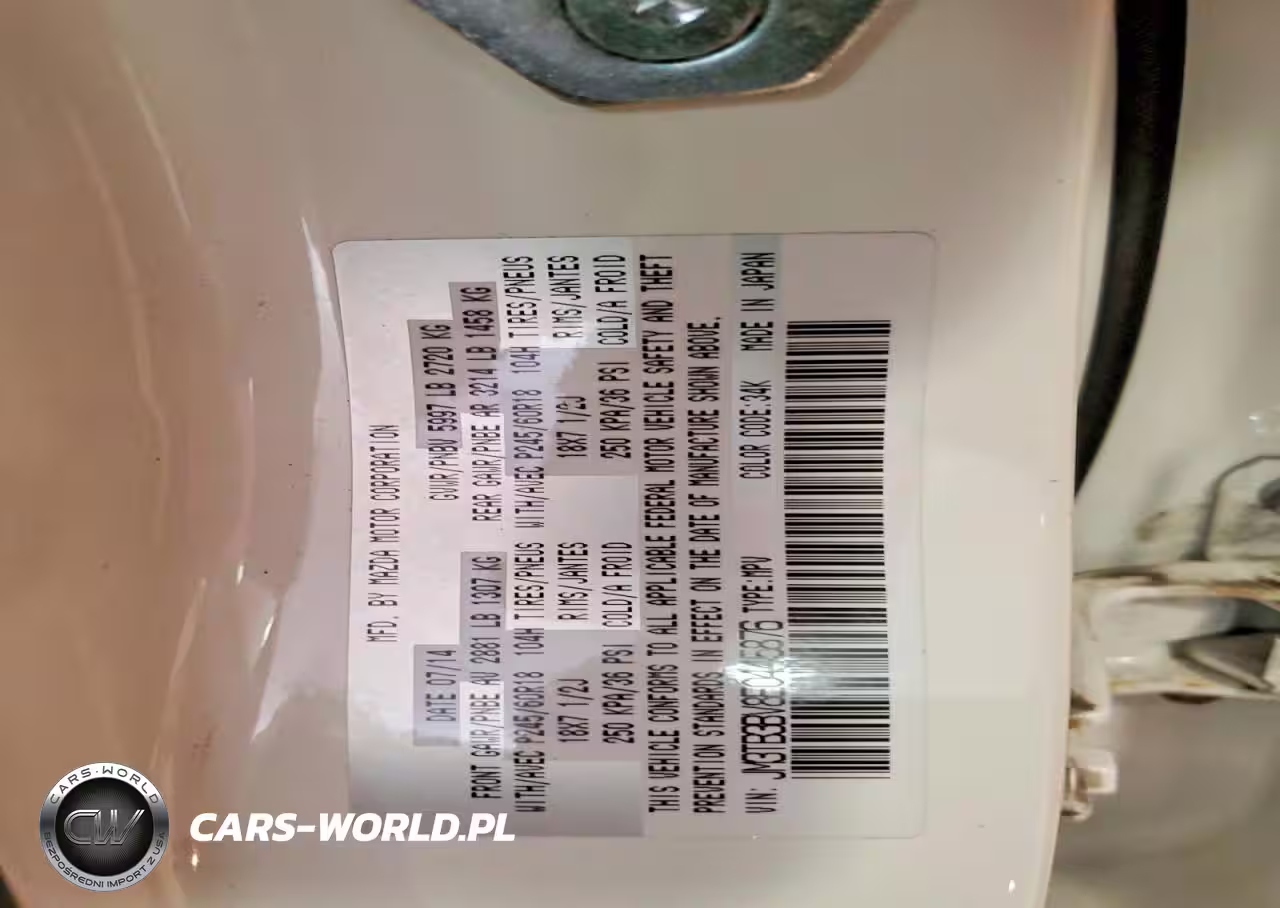 MFD. BY MAZDA MOTOR CORPORATION
DATE 07/14 GVWR/PNBV 5997 LB 2720 KG
FRONT GAWR/PNBE AV 2881 LB 1307 KG REAR GAWR/PNBE AR 3214 LB 1458 KG
WITH/AVEC P245/60R18 104H TIRES/PNEUS WITH/AVEC P245/60R18 104H TIRES/PNEUS
18X7 1/2J RIMS/JANTES 18X7 1/2J RIMS/JANTES
250 KPA/36 PSI COLD/A FROID 250 KPA/36 PSI COLD/A FROID
THIS VEHICLE CONFORMS TO ALL APPLICABLE FEDERAL MOTOR VEHICLE SAFETY AND THEFT
PREVENTION STANDARDS IN EFFECT ON THE DATE OF MANUFACTURE SHOWN ABOVE.
VIN: JM3TB3BV8E0445876 TYPE:MPV COLOR CODE:34K MADE IN JAPAN
CARS-WORLD
CW
BEZPOŚREDNI IMPORT Z USA
CARS-WORLD.PL